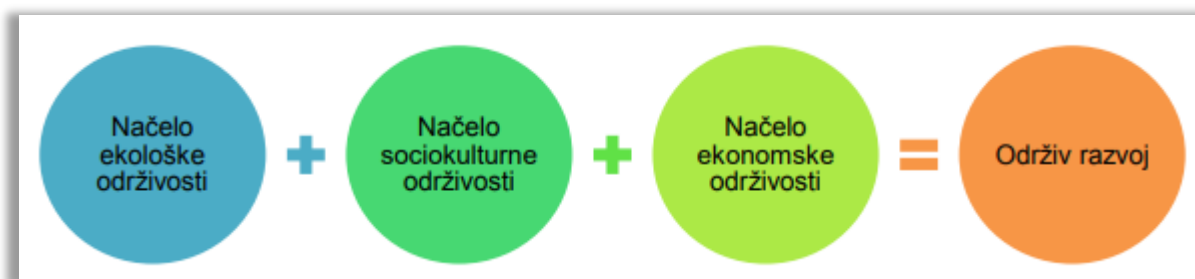 Načelo
ekološke
održivosti
+
Načelo
sociokulturne
održivosti
+
Načelo
ekonomske
održivosti
=
Održiv razvoj